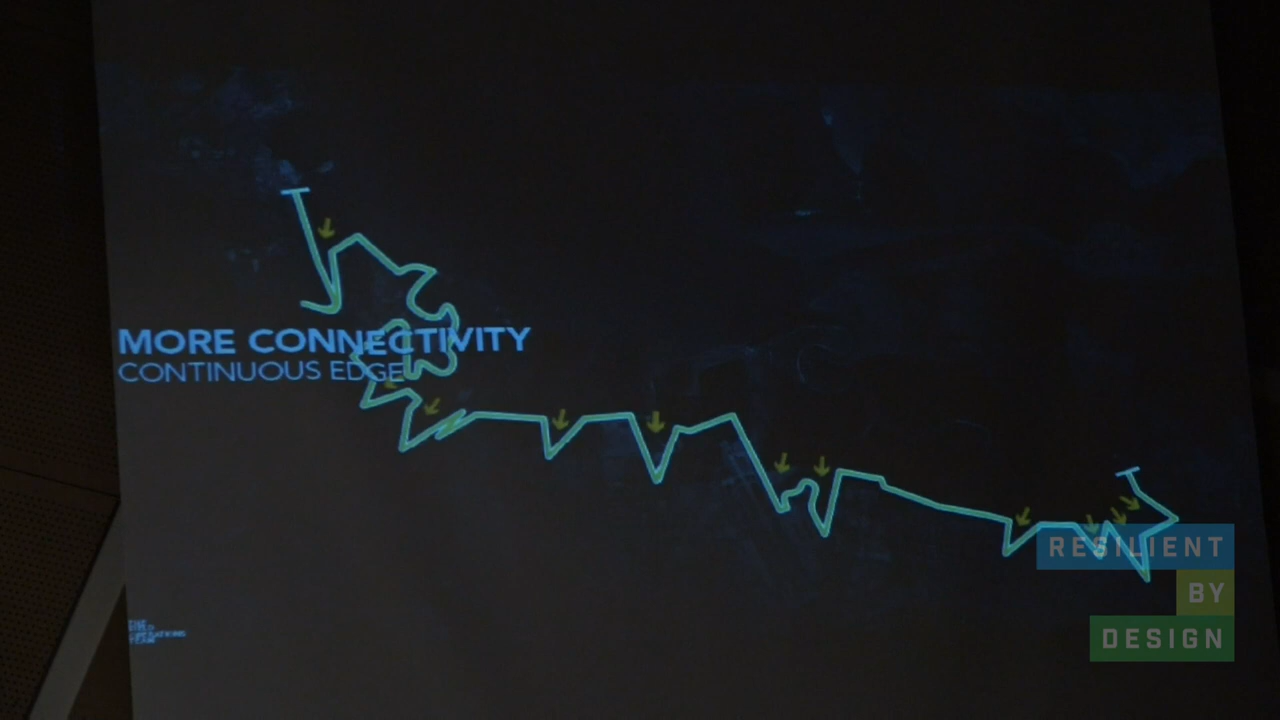 MORE CONNECTIVITY
CONTINUOUS EDGE
RESILIENT
BY
DESIGN